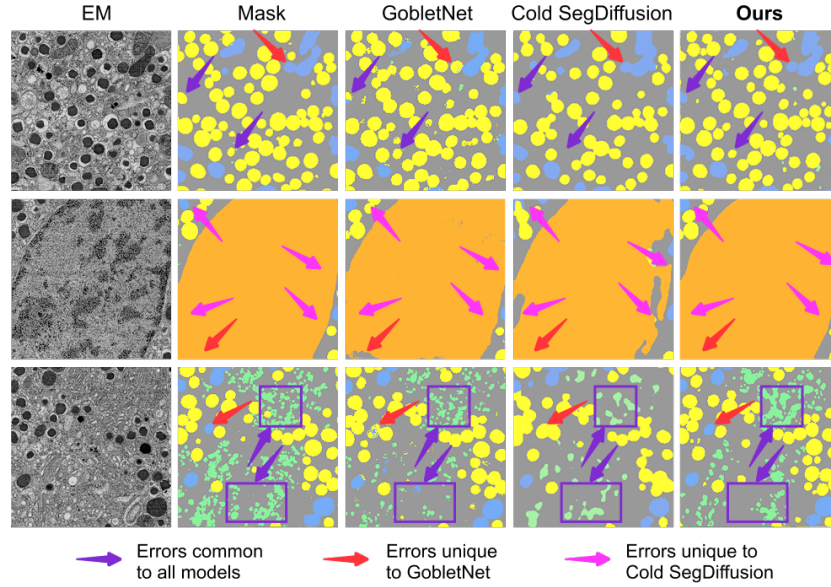 EM Mask GobletNet Cold SegDiffusion Ours
Errors common
to all models
Errors unique
to GobletNet
Errors unique to
Cold SegDiffusion